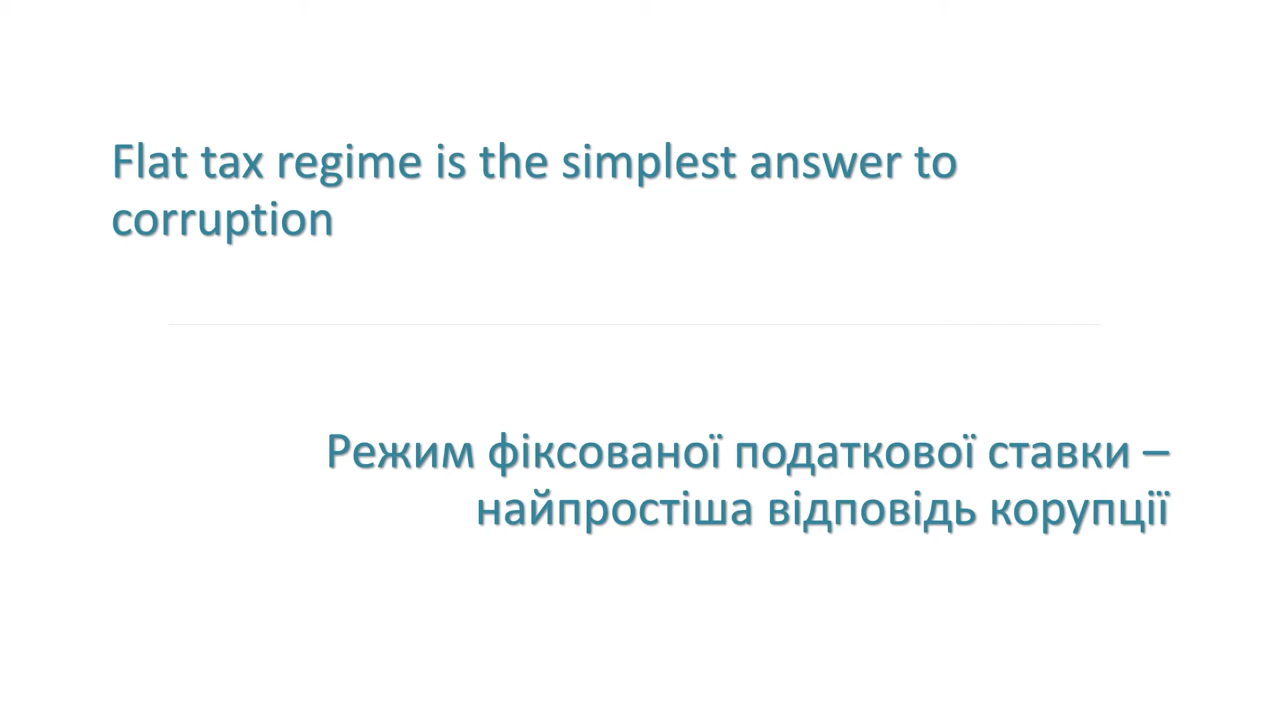 Flat tax regime is the simplest answer to
corruption
Режим фіксованої податкової ставки –
найпростіша відповідь корупції